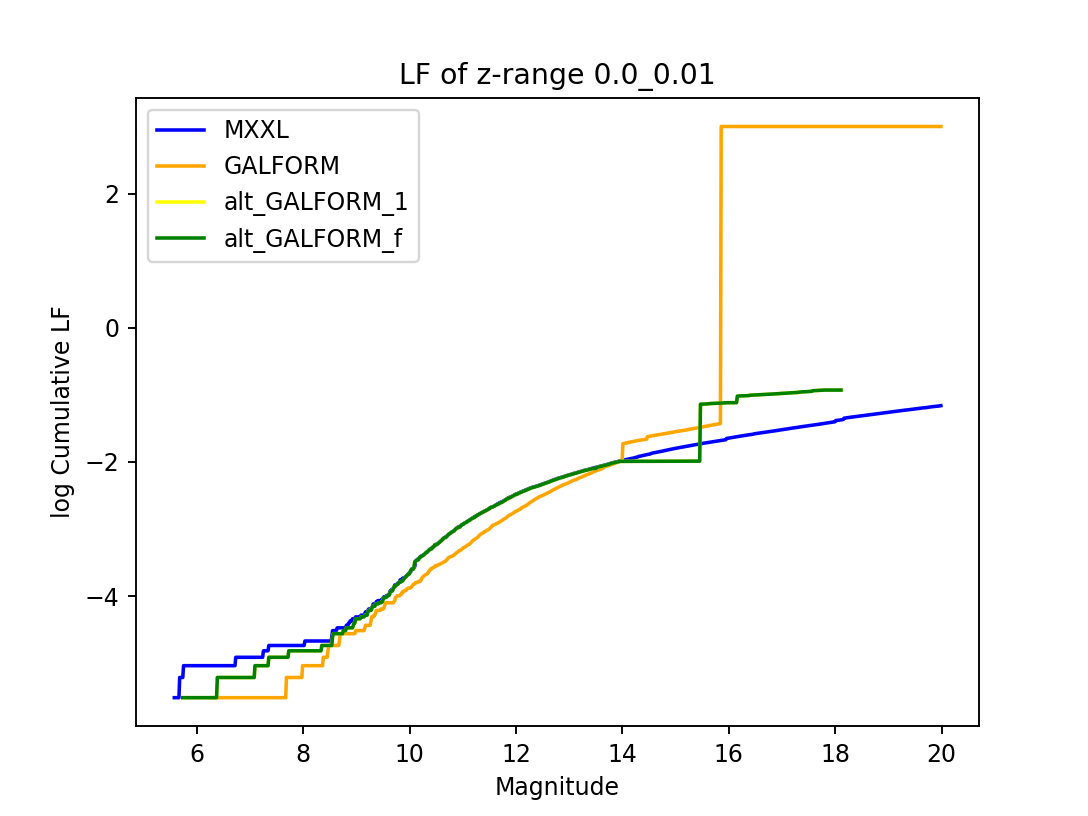 LF of z-range 0.0_0.01
MXXL
GALFORM
alt_GALFORM_1
alt_GALFORM_f
log Cumulative LF
2
0
−2
−4
6 8 10 12 14 16 18 20
Magnitude